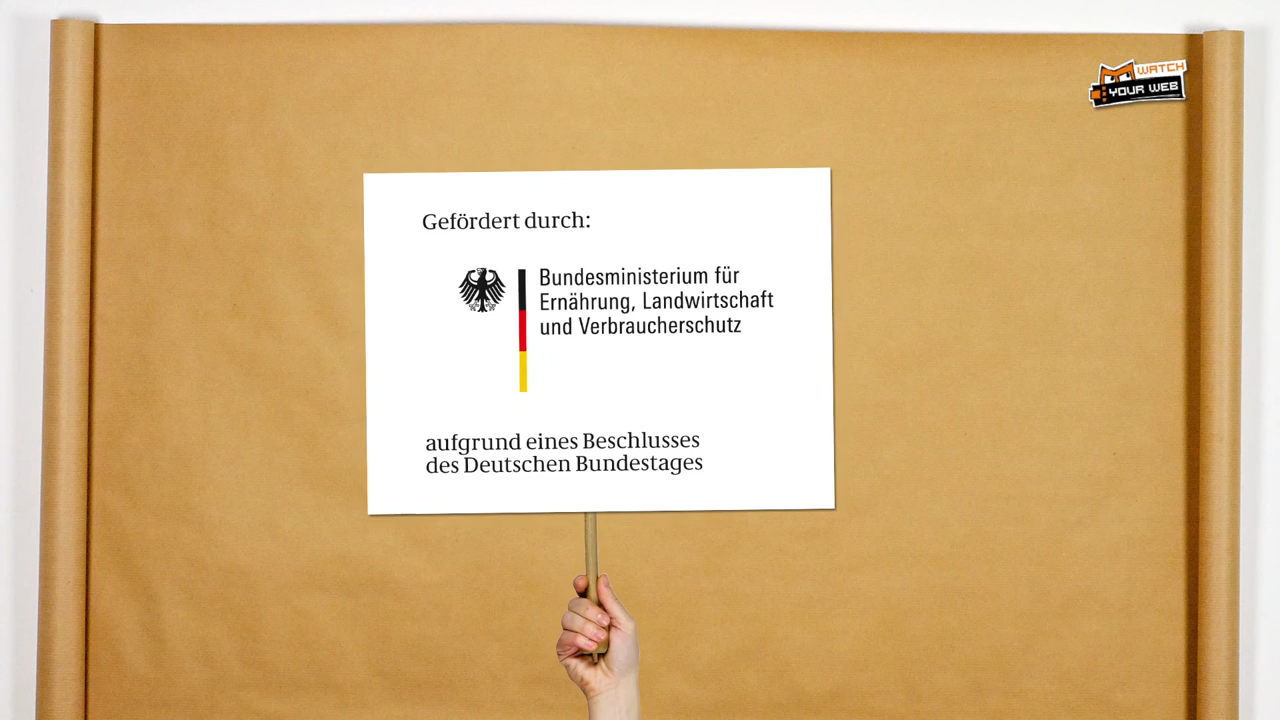 WATCH
YOUR WEB
Gefördert durch:
Bundesministerium für
Ernährung, Landwirtschaft
und Verbraucherschutz
aufgrund eines Beschlusses
des Deutschen Bundestages